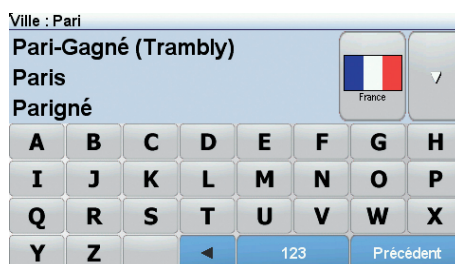 Ville : Pari
Pari-Gagné (Trambly)
Paris
Parigné
France
A B C D E F G H
I J K L M N O P
Q R S T U V W X
Y Z 123 Précédent